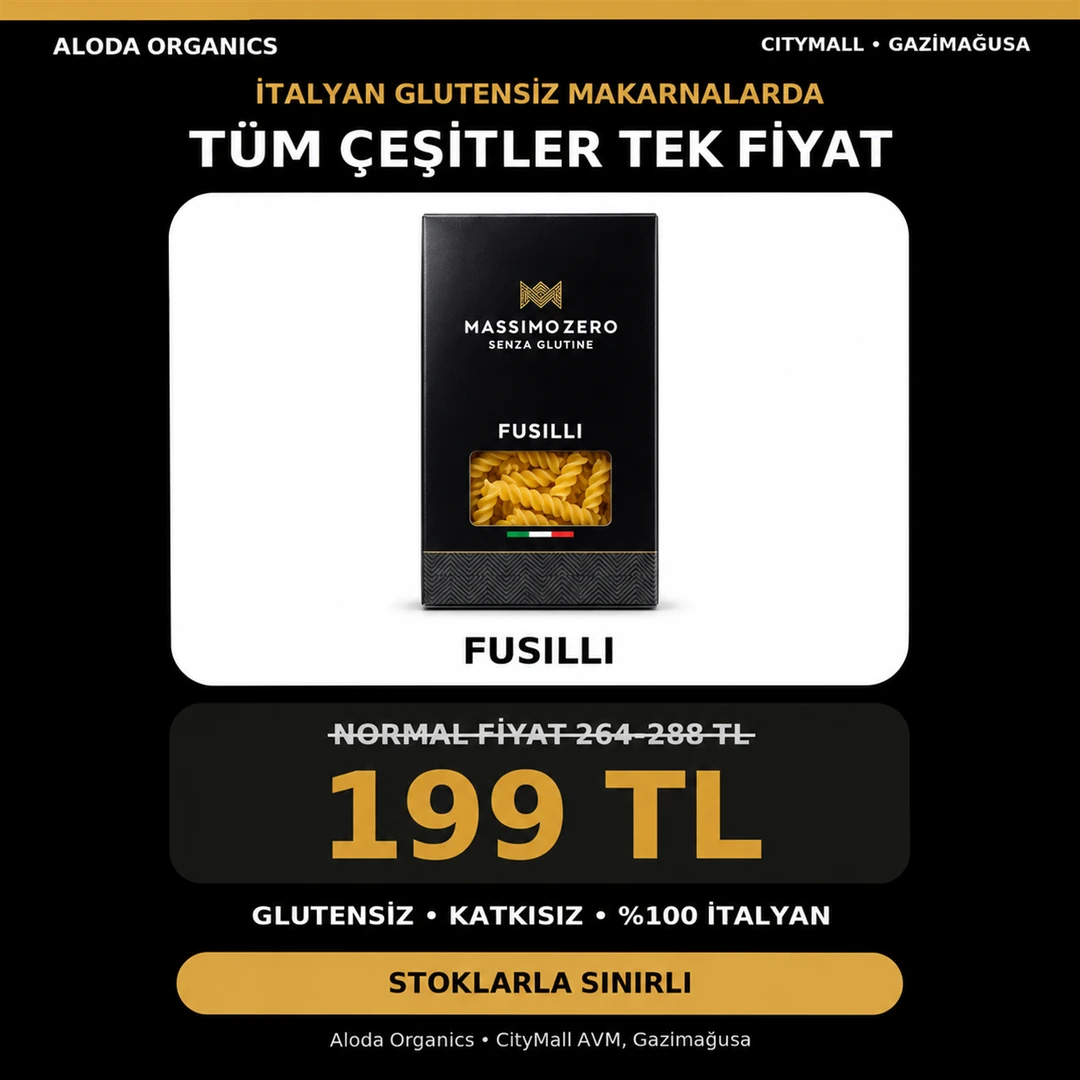 ALODA ORGANICS
CITYMALL • GAZİMAĞUSA
İTALYAN GLUTENSİZ MAKARNALARDA
TÜM ÇEŞİTLER TEK FİYAT
MASSIMOZERO
SENZA GLUTINE
FUSILLI
FUSILLI
NORMAL FİYAT 264-288 TL
199 TL
GLUTENSİZ • KATKISIZ • %100 İTALYAN
STOKLARLA SINIRLI
Aloda Organics • CityMall AVM, Gazimağusa